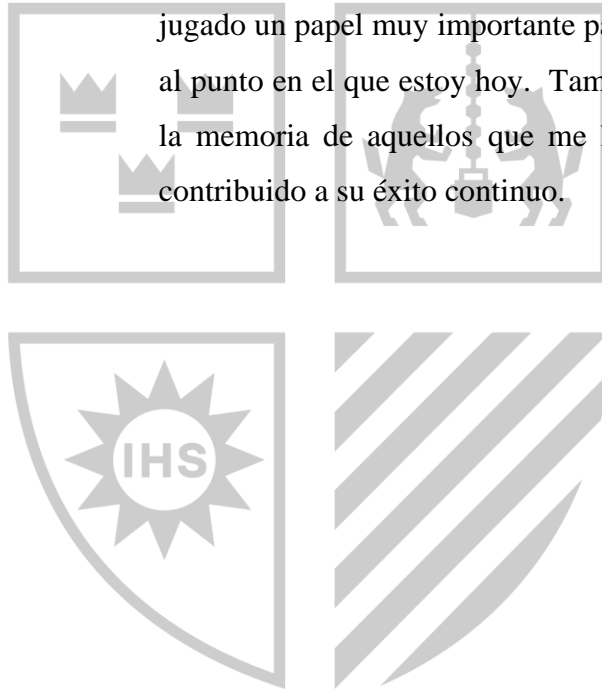 jugado un papel muy importante
al punto en el que estoy hoy. Tam
la memoria de aquellos que me
contribuido a su éxito continuo.
IHS